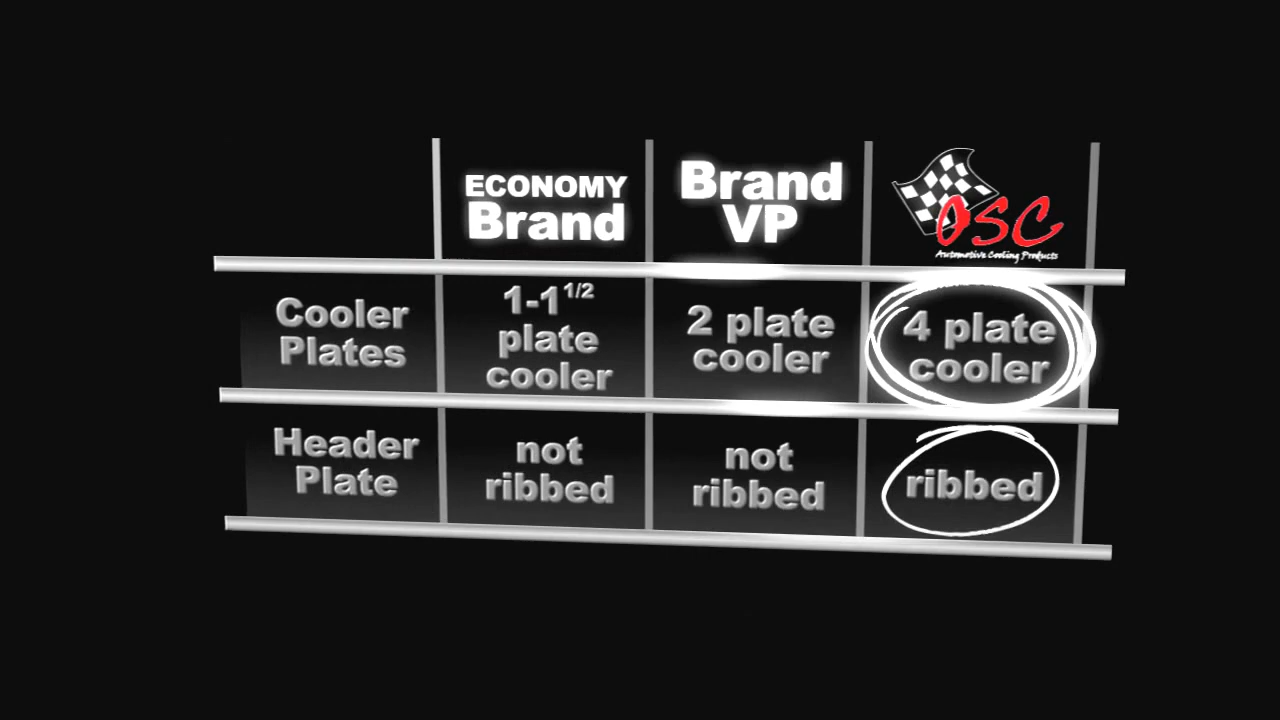 ECONOMY
Brand
Brand
VP
OSC
Automotive Cooling Products
Cooler
Plates
1-1 1/2
plate
cooler
2 plate
cooler
4 plate
cooler
Header
Plate
not
ribbed
not
ribbed
ribbed